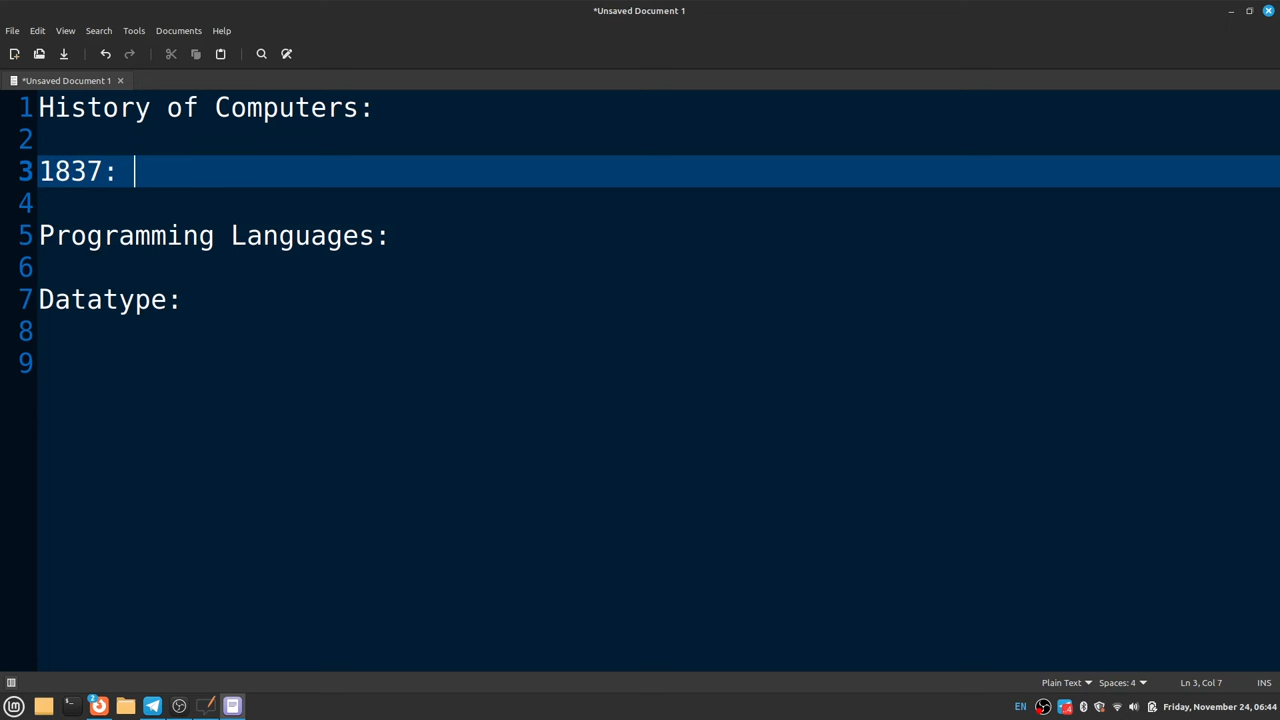 *Unsaved Document 1
File Edit View Search Tools Documents Help
*Unsaved Document 1
1 History of Computers:
2
3 1837:
4
5 Programming Languages:
6
7 Datatype:
8
9
Plain Text Spaces: 4 Ln 3, Col 7 INS
2 EN 4 Friday, November 24, 06:44